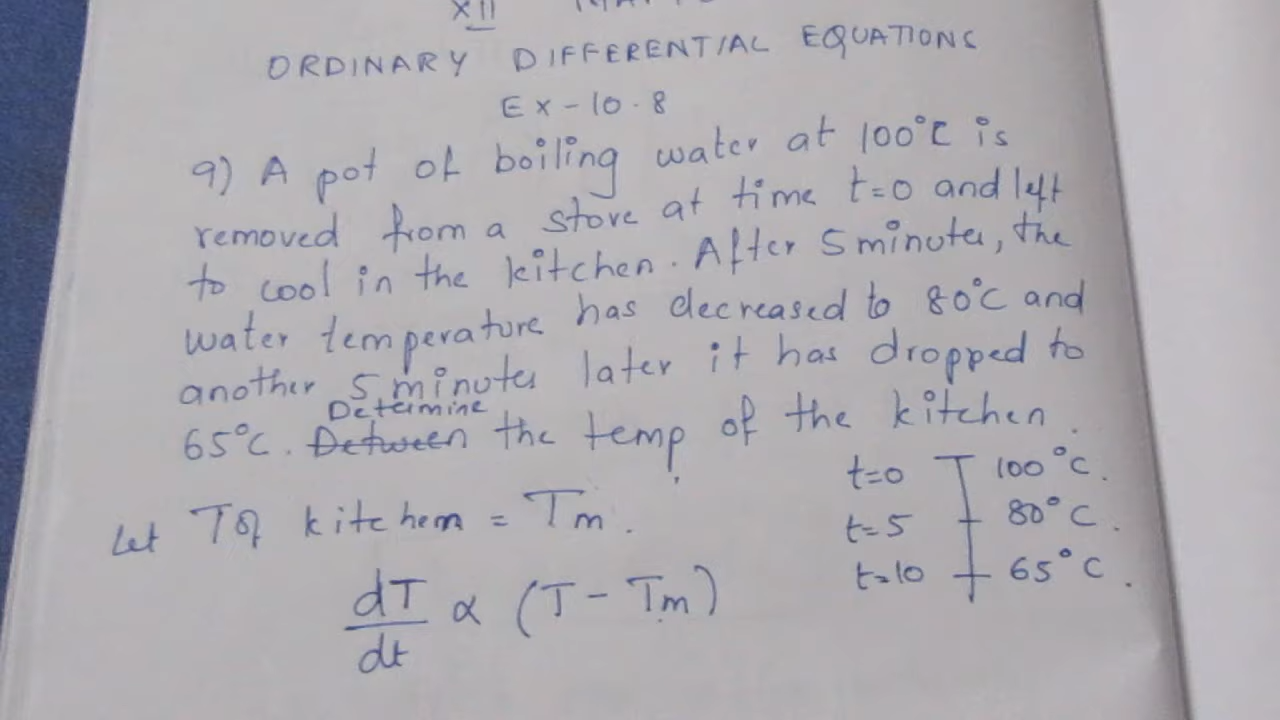 XII
ORDINARY DIFFERENTIAL EQUATIONS
Ex-10.8
9) A pot of boiling water at 100°C is
removed from a stove at time t=0 and left
to cool in the kitchen. After 5 minutes, the
water temperature has decreased to 80°C and
another 5 minutes later it has dropped to
Determine
65°C. Between the temp of the kitchen.
t=0 100°C.
t=5 80°C.
t=10 65°C.
Let T of kitchen = Tm.
dT/dt ∝ (T - Tm)